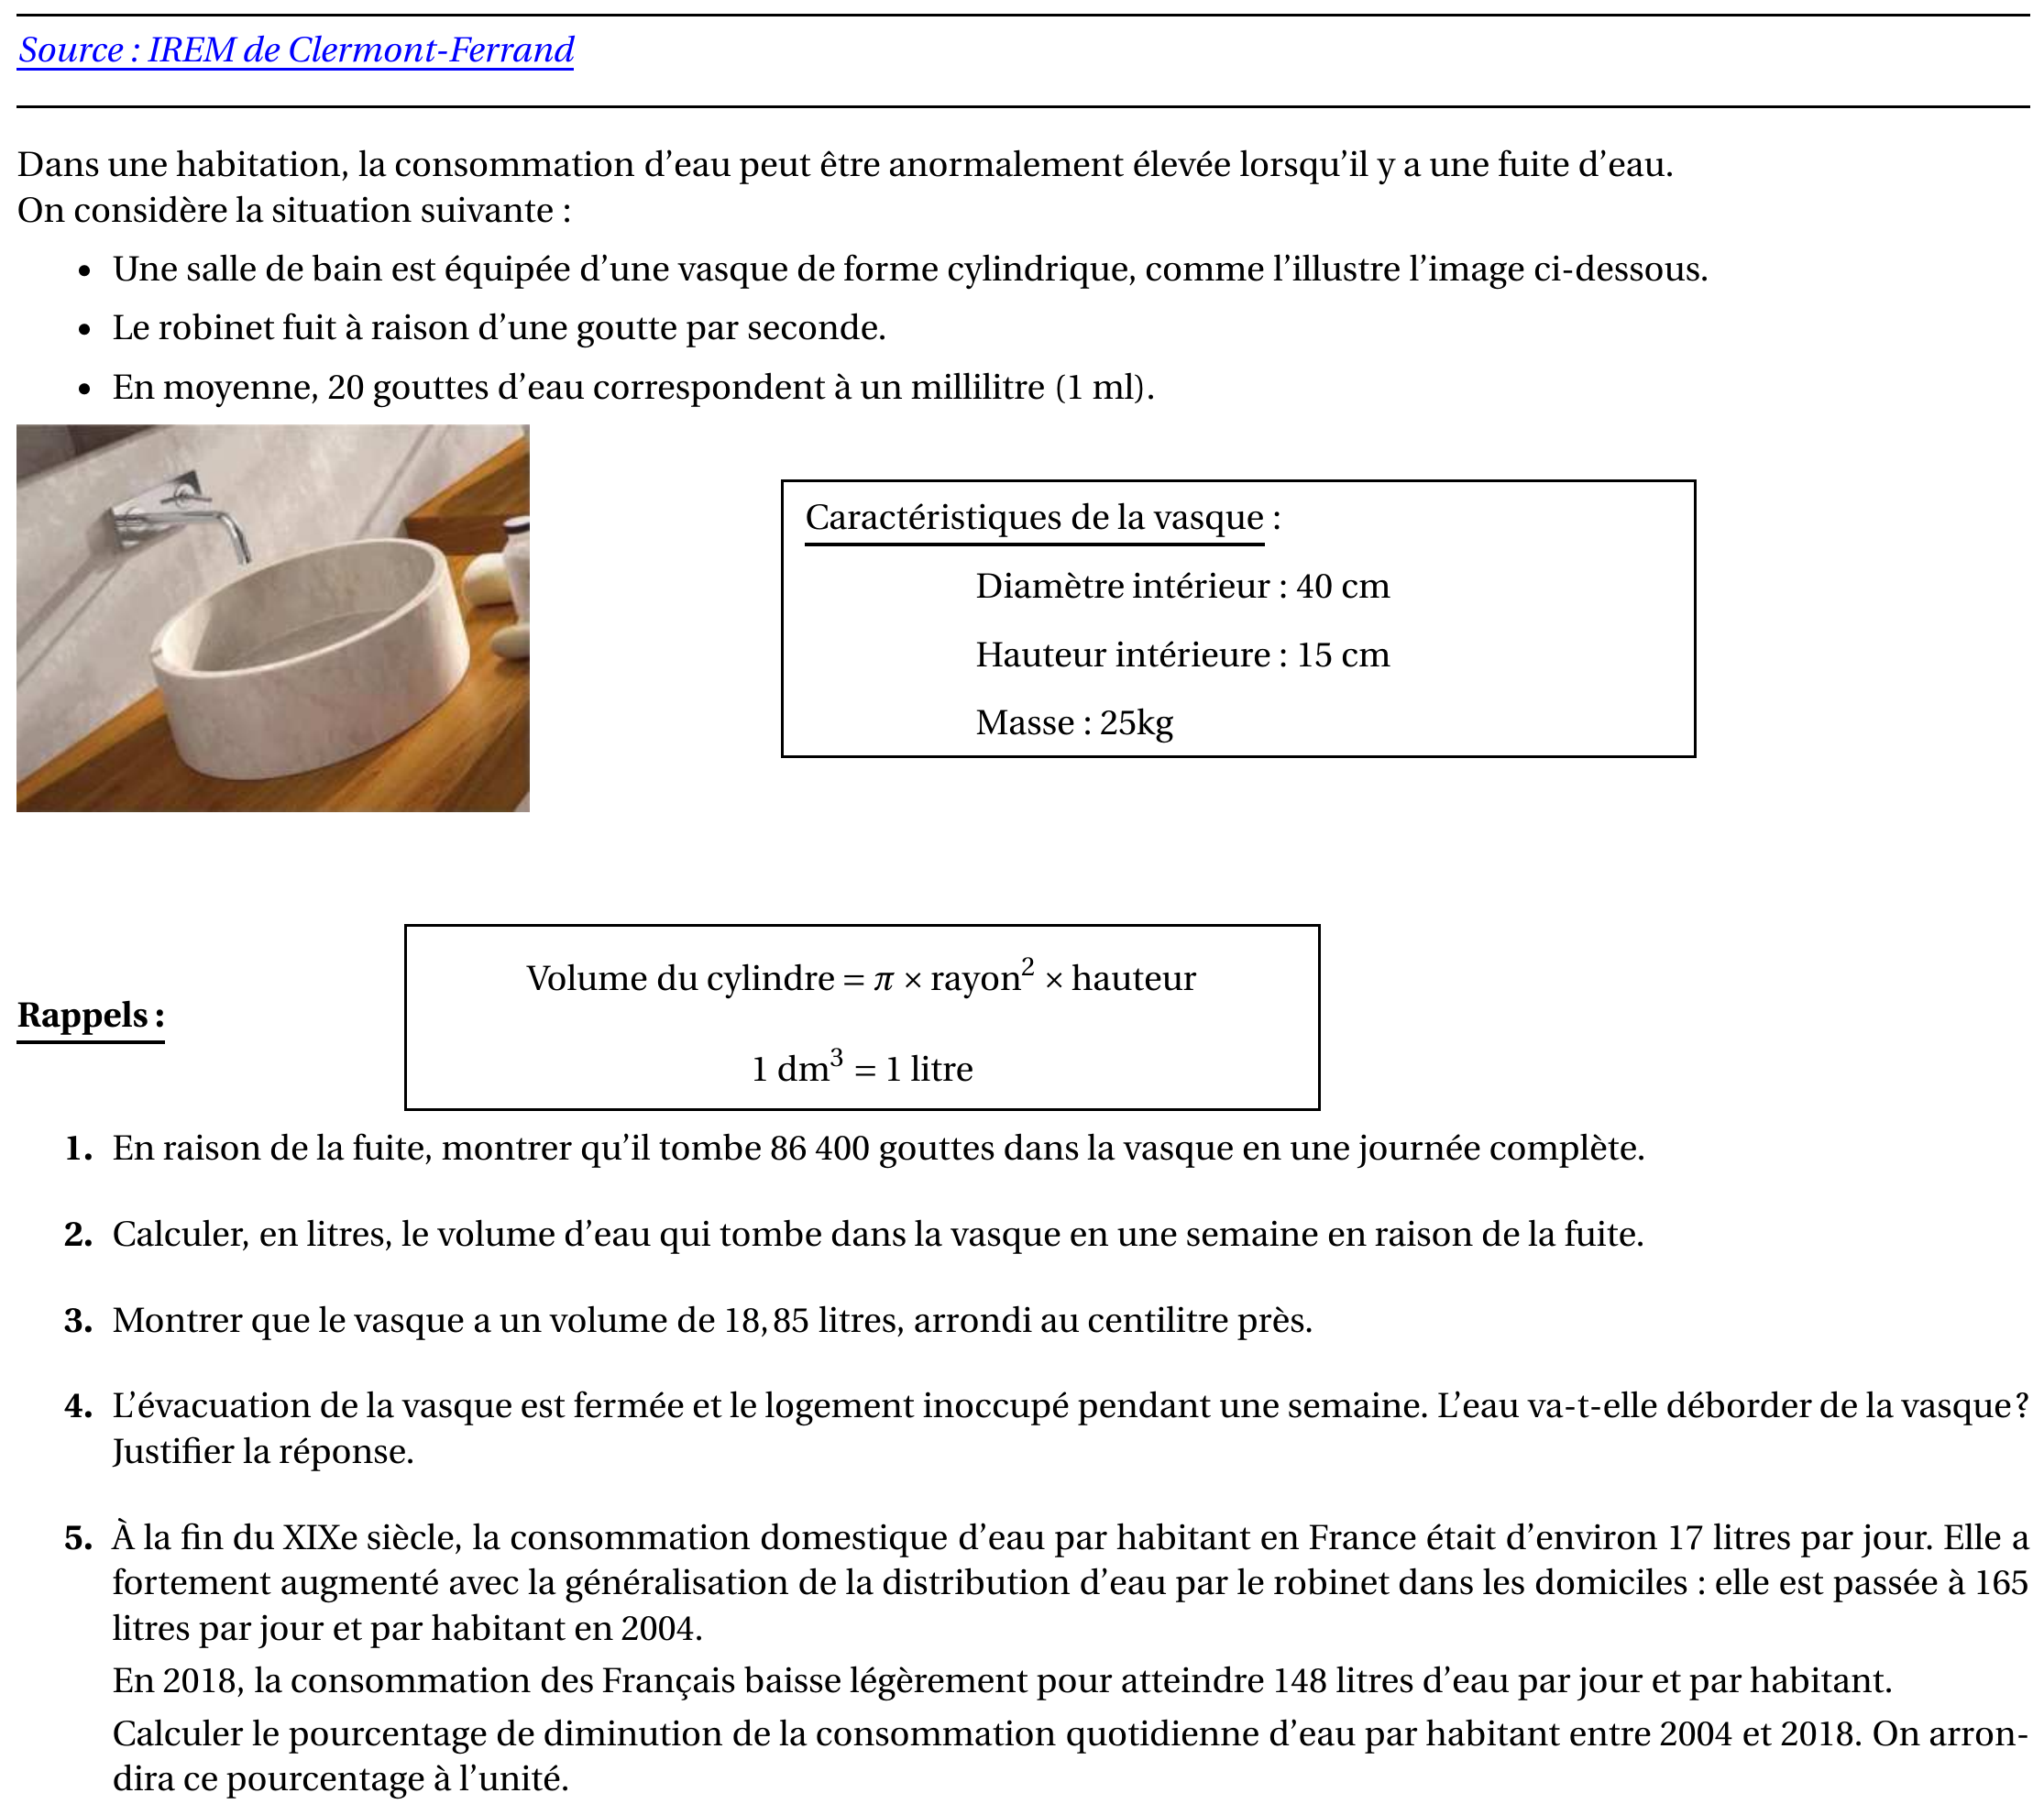 Source : IREM de Clermont-Ferrand
Dans une habitation, la consommation d’eau peut être anormalement élevée lorsqu’il y a une fuite d’eau.
On considère la situation suivante :
• Une salle de bain est équipée d’une vasque de forme cylindrique, comme l’illustre l’image ci-dessous.
• Le robinet fuit à raison d’une goutte par seconde.
• En moyenne, 20 gouttes d’eau correspondent à un millilitre (1 ml).
Caractéristiques de la vasque :
Diamètre intérieur : 40 cm
Hauteur intérieure : 15 cm
Masse : 25kg
Rappels :
Volume du cylindre = π × rayon² × hauteur
1 dm³ = 1 litre
1. En raison de la fuite, montrer qu’il tombe 86 400 gouttes dans la vasque en une journée complète.
2. Calculer, en litres, le volume d’eau qui tombe dans la vasque en une semaine en raison de la fuite.
3. Montrer que le vasque a un volume de 18,85 litres, arrondi au centilitre près.
4. L’évacuation de la vasque est fermée et le logement inoccupé pendant une semaine. L’eau va-t-elle déborder de la vasque ?
Justifier la réponse.
5. À la fin du XIXe siècle, la consommation domestique d’eau par habitant en France était d’environ 17 litres par jour. Elle a
fortement augmenté avec la généralisation de la distribution d’eau par le robinet dans les domiciles : elle est passée à 165
litres par jour et par habitant en 2004.
En 2018, la consommation des Français baisse légèrement pour atteindre 148 litres d’eau par jour et par habitant.
Calculer le pourcentage de diminution de la consommation quotidienne d’eau par habitant entre 2004 et 2018. On arron-
dira ce pourcentage à l’unité.